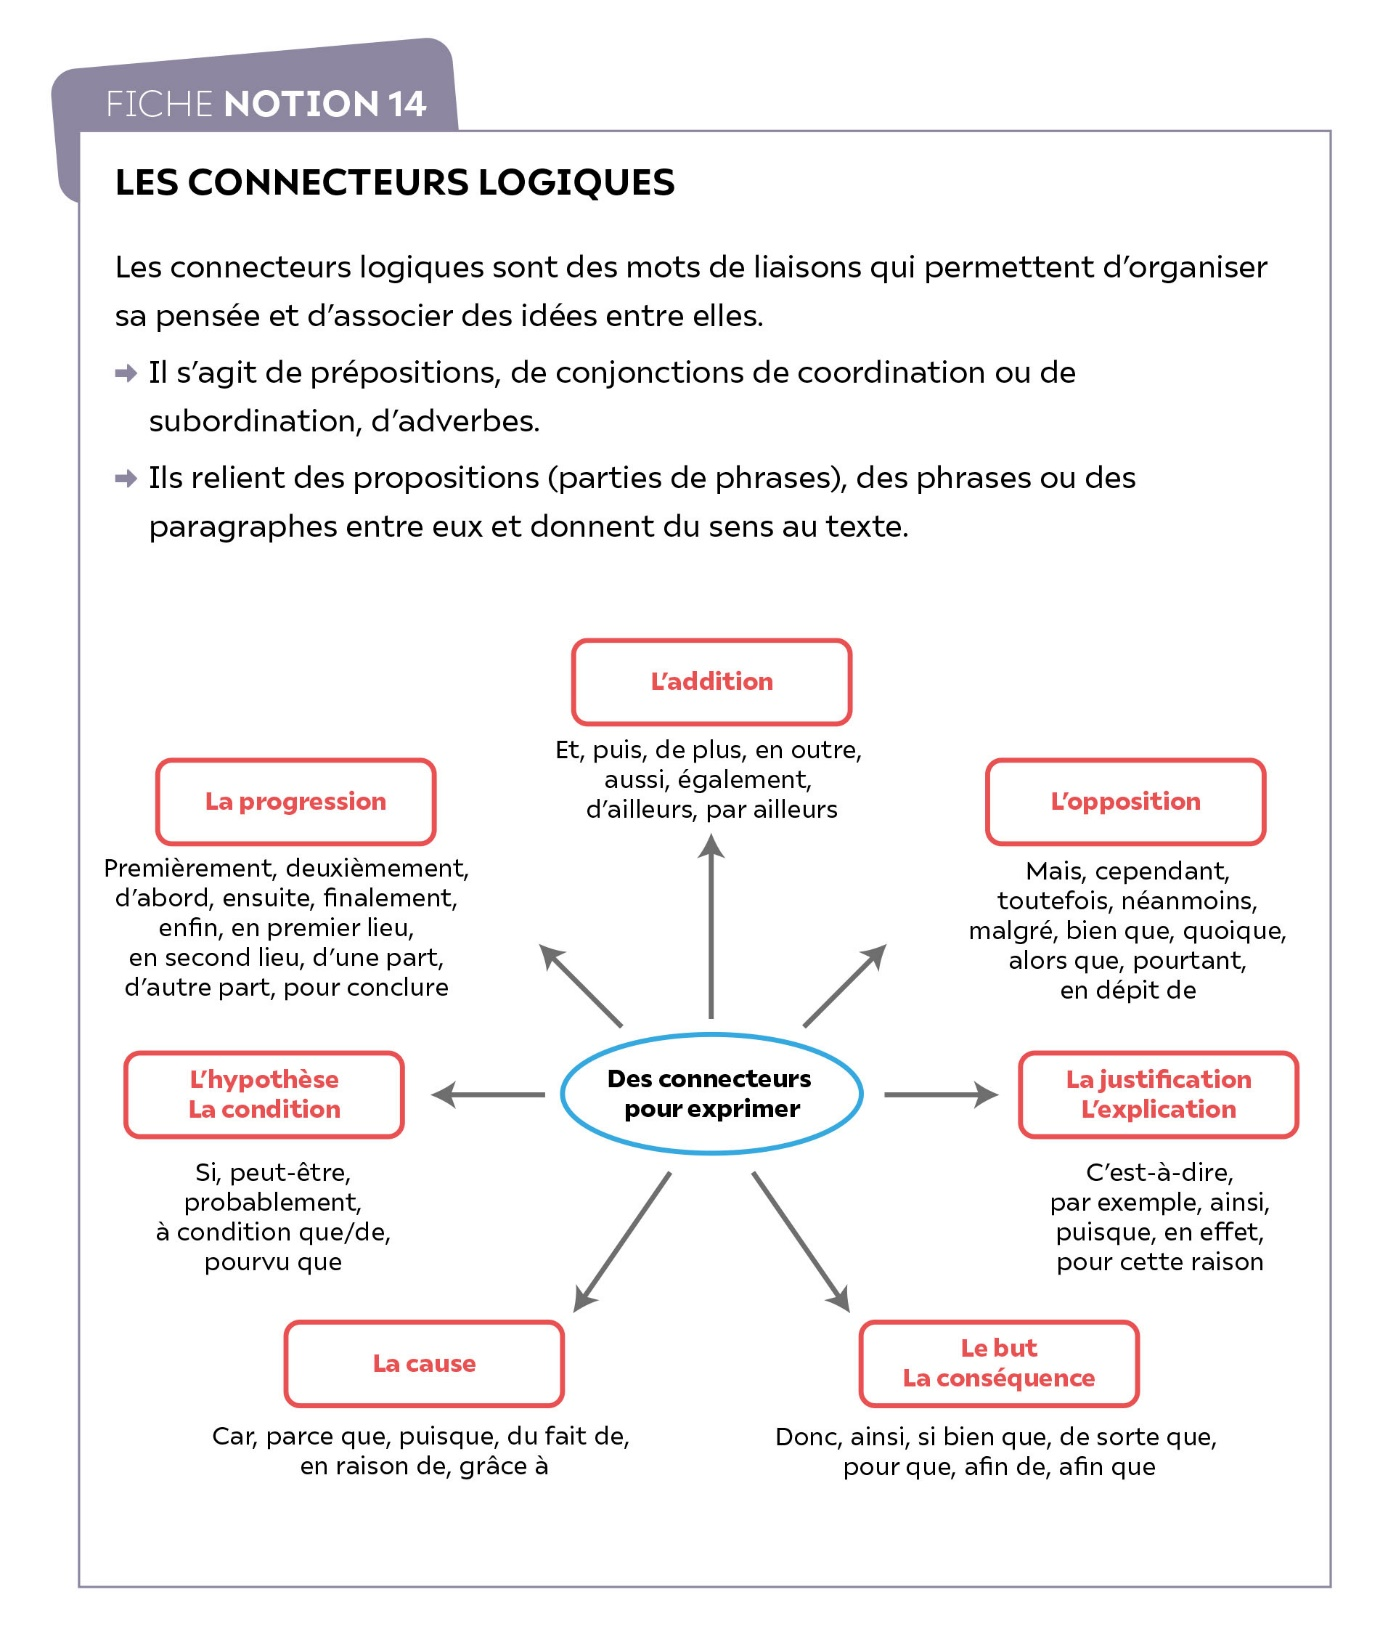 FICHE NOTION 14
LES CONNECTEURS LOGIQUES
Les connecteurs logiques sont des mots de liaisons qui permettent d’organiser
sa pensée et d’associer des idées entre elles.
Il s’agit de prépositions, de conjonctions de coordination ou de
subordination, d’adverbes.
Ils relient des propositions (parties de phrases), des phrases ou des
paragraphes entre eux et donnent du sens au texte.
L’addition
Et, puis, de plus, en outre,
aussi, également,
d’ailleurs, par ailleurs
La progression
Premièrement, deuxièmement,
d’abord, ensuite, finalement,
enfin, en premier lieu,
en second lieu, d’une part,
d’autre part, pour conclure
L’opposition
Mais, cependant,
toutefois, néanmoins,
malgré, bien que, quoique,
alors que, pourtant,
en dépit de
Des connecteurs
pour exprimer
L’hypothèse
La condition
Si, peut-être,
probablement,
à condition que/de,
pourvu que
La justification
L’explication
C’est-à-dire,
par exemple, ainsi,
puisque, en effet,
pour cette raison
La cause
Car, parce que, puisque, du fait de,
en raison de, grâce à
Le but
La conséquence
Donc, ainsi, si bien que, de sorte que,
pour que, afin de, afin que